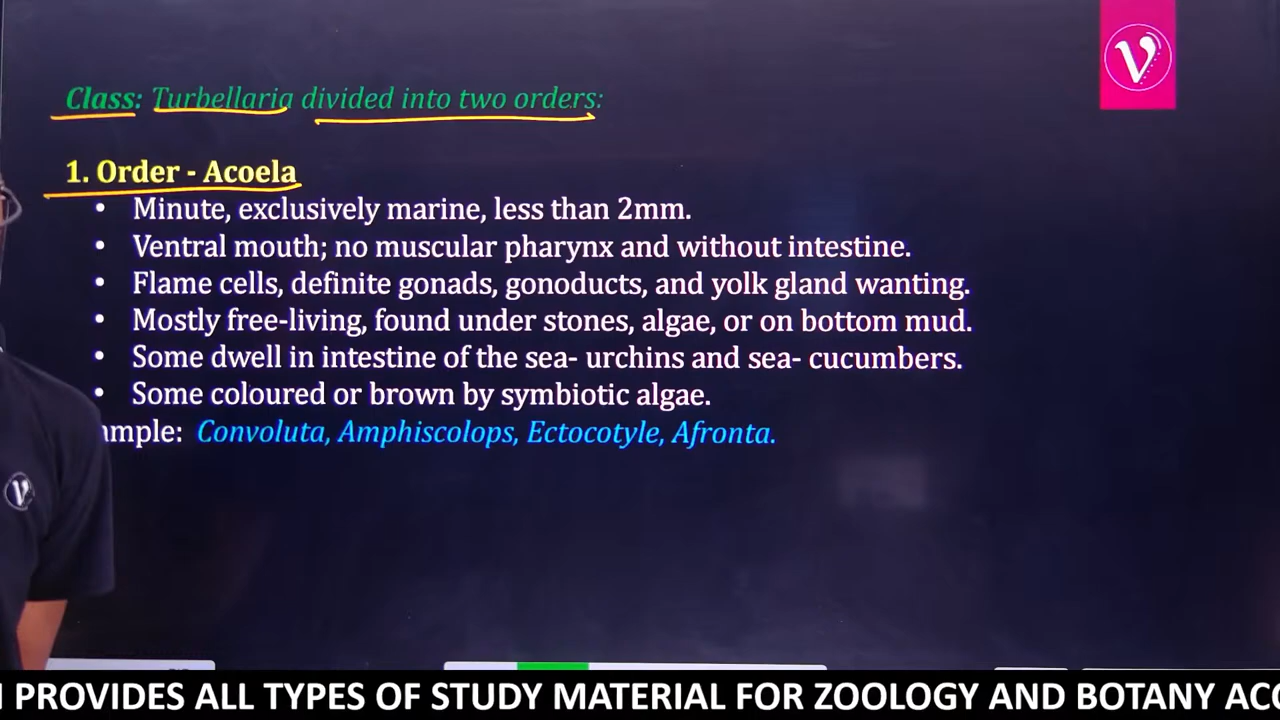 Class: Turbellaria divided into two orders:
1. Order - Acoela
• Minute, exclusively marine, less than 2mm.
• Ventral mouth; no muscular pharynx and without intestine.
• Flame cells, definite gonads, gonoducts, and yolk gland wanting.
• Mostly free-living, found under stones, algae, or on bottom mud.
• Some dwell in intestine of the sea- urchins and sea- cucumbers.
• Some coloured or brown by symbiotic algae.
ample: Convoluta, Amphiscolops, Ectocotyle, Afronta.
PROVIDES ALL TYPES OF STUDY MATERIAL FOR ZOOLOGY AND BOTANY